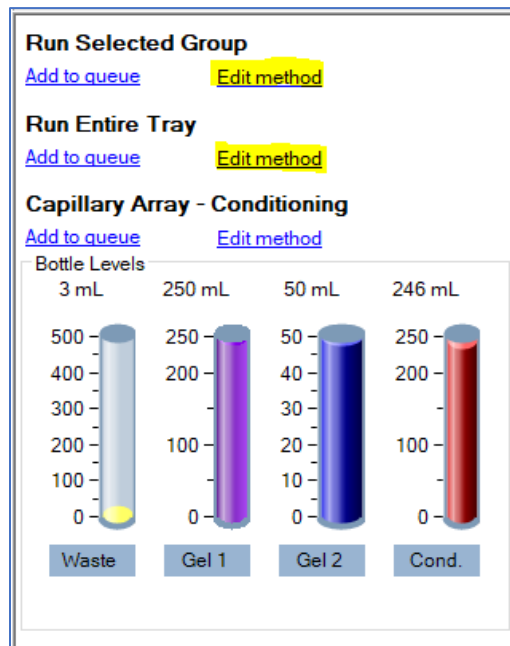 Run Selected Group
Add to queue Edit method
Run Entire Tray
Add to queue Edit method
Capillary Array - Conditioning
Add to queue Edit method
Bottle Levels
3 mL 250 mL 50 mL 246 mL
500 250 50 250
400 200 40 200
300 30
200 100 20 100
100 10
0 0 0 0
Waste Gel 1 Gel 2 Cond.